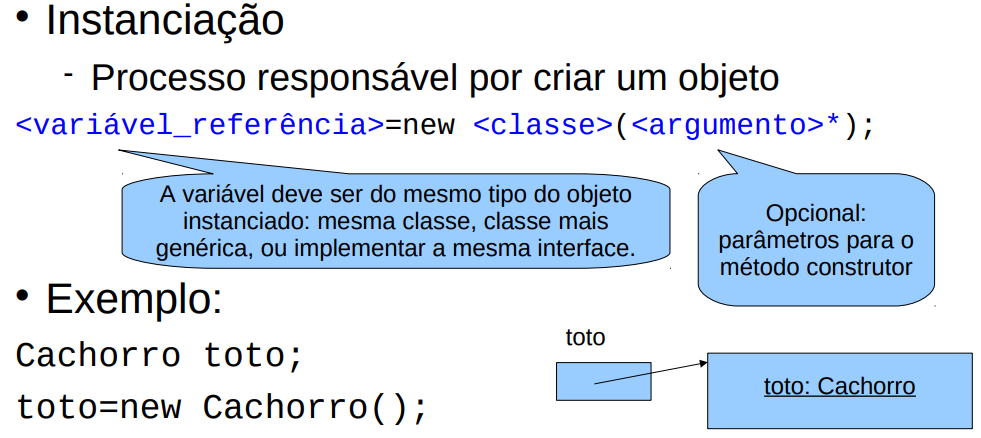 • Instanciação
- Processo responsável por criar um objeto
<variável_referência>=new <classe>(<argumento>*);
A variável deve ser do mesmo tipo do objeto
instanciado: mesma classe, classe mais
genérica, ou implementar a mesma interface.
Opcional:
parâmetros para o
método construtor
• Exemplo:
Cachorro toto;
toto=new Cachorro();
toto
toto: Cachorro